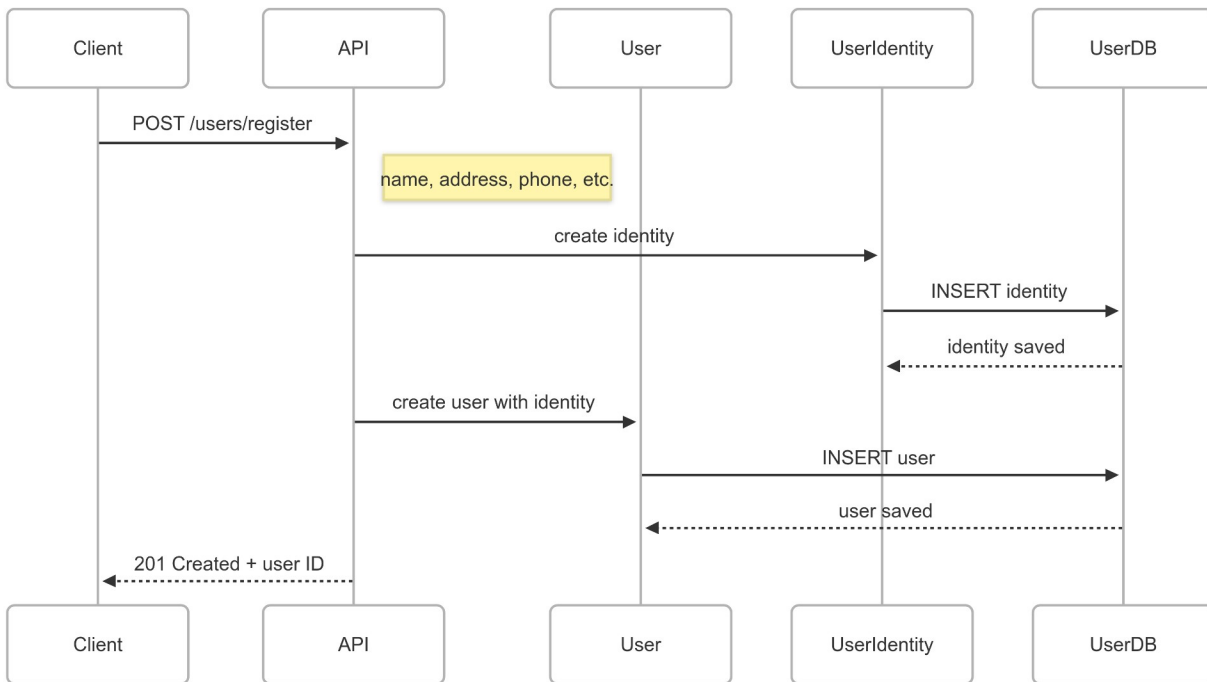 Client
API
User
UserIdentity
UserDB
POST /users/register
name, address, phone, etc.
create identity
INSERT identity
identity saved
create user with identity
INSERT user
user saved
201 Created + user ID
Client
API
User
UserIdentity
UserDB